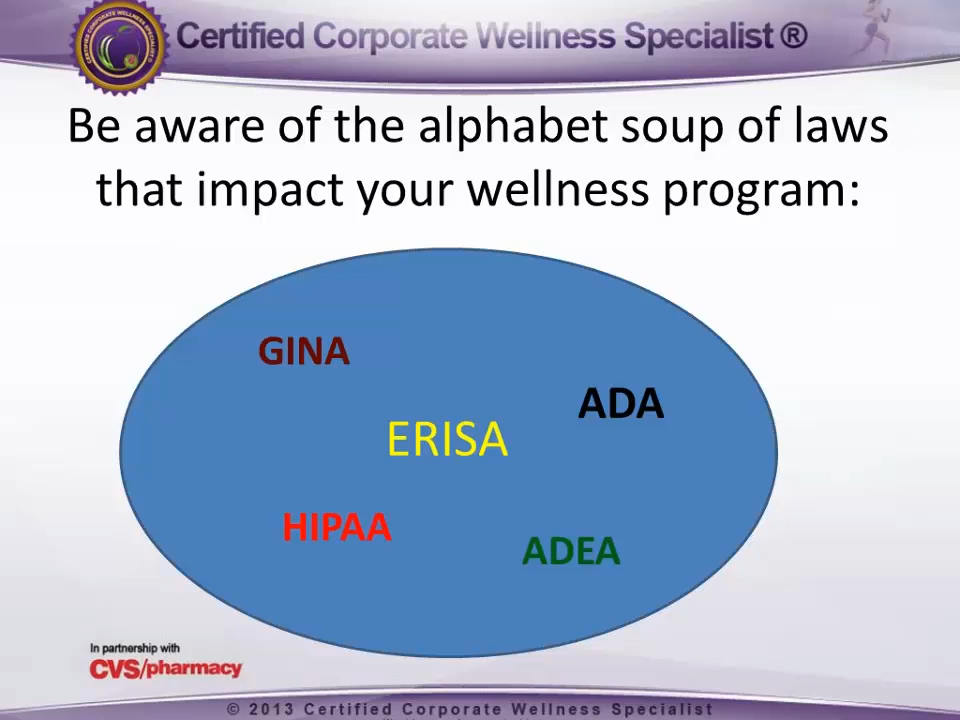 Certified Corporate Wellness Specialist ®
Be aware of the alphabet soup of laws
that impact your wellness program:
GINA
ADA
ERISA
HIPAA
ADEA
In partnership with
CVS/pharmacy
© 2013 Certified Corporate Wellness Specialist